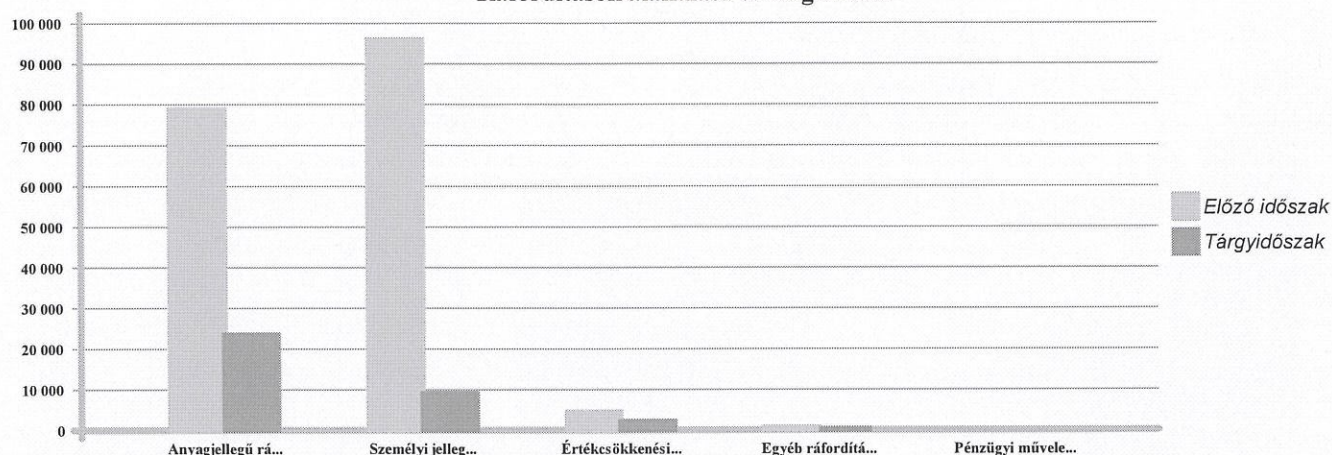 100 000
90 000
80 000
70 000
60 000
50 000
40 000
30 000
20 000
10 000
0
Anyagjellegű rá...
Személyi jelleg...
Értékcsökkenési...
Egyéb ráfordítá...
Pénzügyi művele...
Előző időszak
Tárgyidőszak